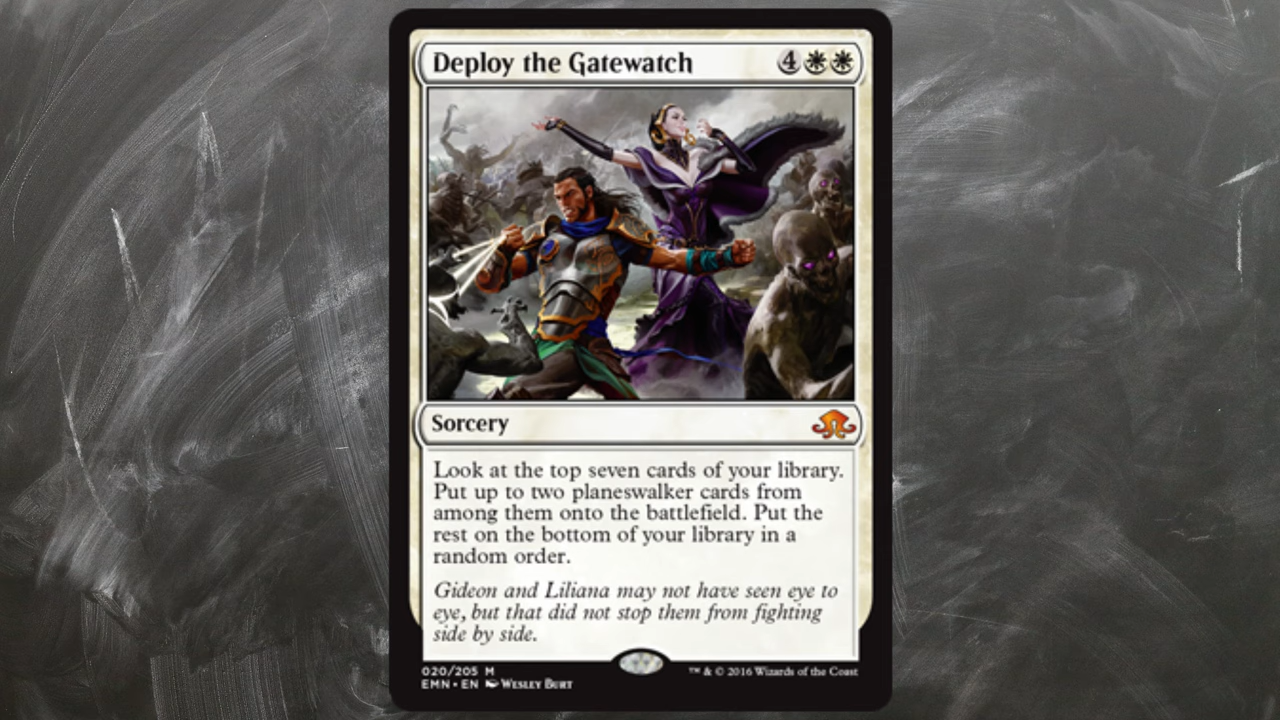 Deploy the Gatewatch 4
Sorcery
Look at the top seven cards of your library.
Put up to two planeswalker cards from
among them onto the battlefield. Put the
rest on the bottom of your library in a
random order.
Gideon and Liliana may not have seen eye to
eye, but that did not stop them from fighting
side by side.
020/205 M
EMN • EN Wesley Burt
™ & © 2016 Wizards of the Coast